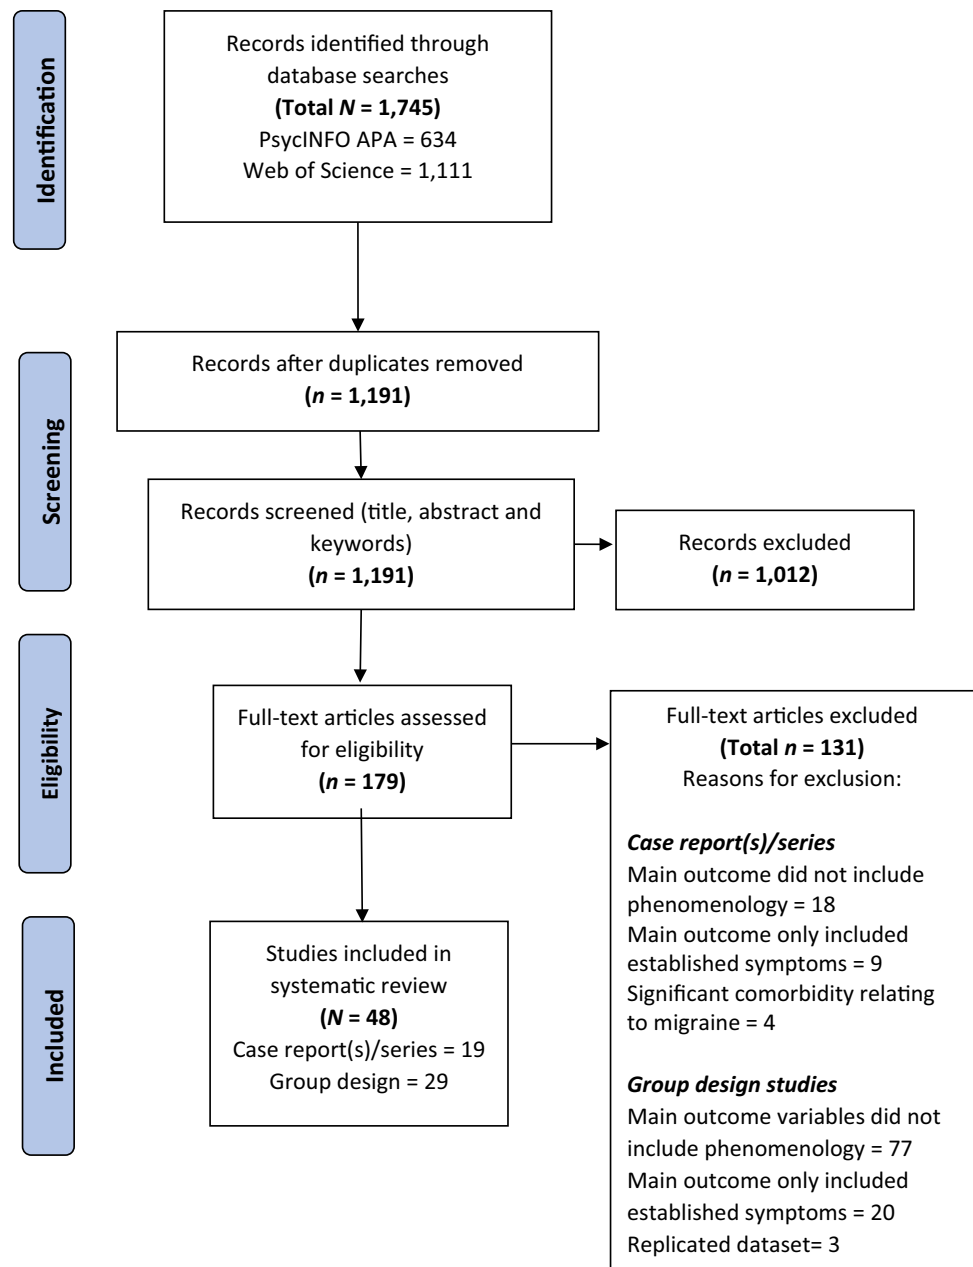 Identification
Records identified through
database searches
(Total N = 1,745)
PsycINFO APA = 634
Web of Science = 1,111
Screening
Records after duplicates removed
(n = 1,191)
Records screened (title, abstract and
keywords)
(n = 1,191)
Records excluded
(n = 1,012)
Eligibility
Full-text articles assessed
for eligibility
(n = 179)
Full-text articles excluded
(Total n = 131)
Reasons for exclusion:
Case report(s)/series
Main outcome did not include
phenomenology = 18
Main outcome only included
established symptoms = 9
Significant comorbidity relating
to migraine = 4
Group design studies
Main outcome variables did not
include phenomenology = 77
Main outcome only included
established symptoms = 20
Replicated dataset= 3
Included
Studies included in
systematic review
(N = 48)
Case report(s)/series = 19
Group design = 29